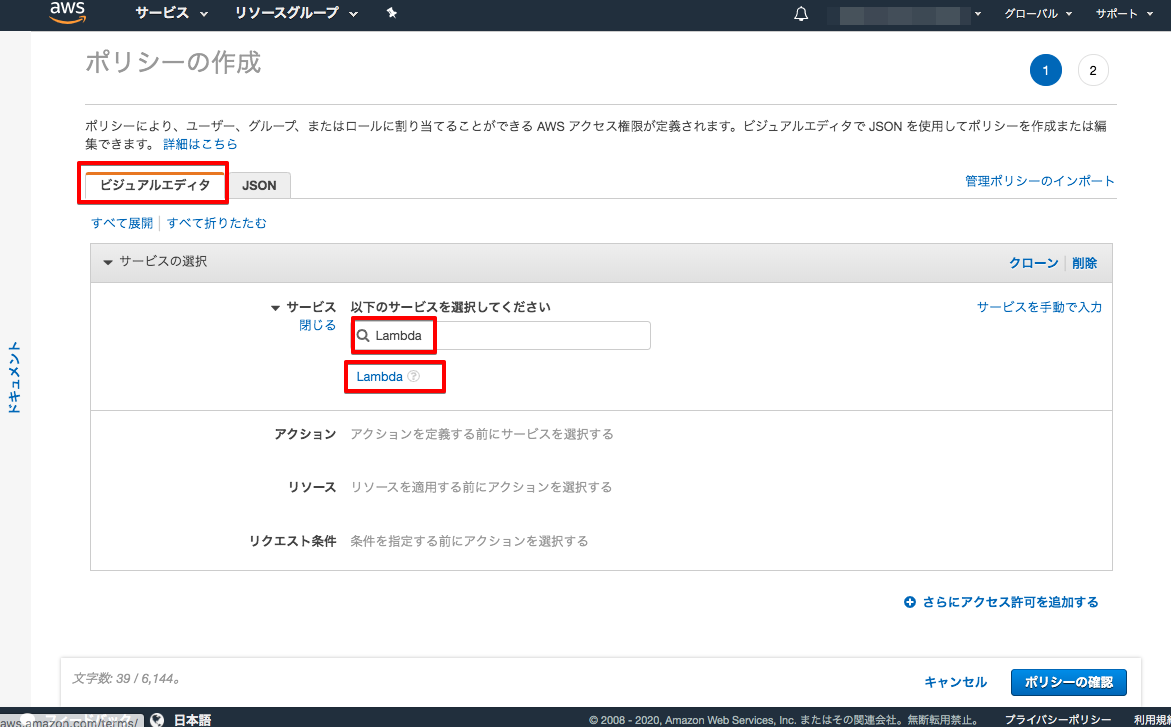 aws サービス リソースグループ グローバル サポート
ポリシーの作成
1 2
ポリシーにより、ユーザー、グループ、またはロールに割り当てることができる AWS アクセス権限が定義されます。ビジュアルエディタで JSON を使用してポリシーを作成または編
集できます。 詳細はこちら
ビジュアルエディタ JSON 管理ポリシーのインポート
すべて展開 すべて折りたたむ
サービスの選択 クローン 削除
サービス 以下のサービスを選択してください サービスを手動で入力
閉じる
Lambda
Lambda ?
ドキュメント
アクション アクションを定義する前にサービスを選択する
リソース リソースを適用する前にアクションを選択する
リクエスト条件 条件を指定する前にアクションを選択する
さらにアクセス許可を追加する
文字数: 39 / 6,144。 キャンセル ポリシーの確認
aws.amazon.com/terms/ 日本語 © 2008 - 2020, Amazon Web Services, Inc. またはその関連会社。無断転用禁止。 プライバシーポリシー 利用規